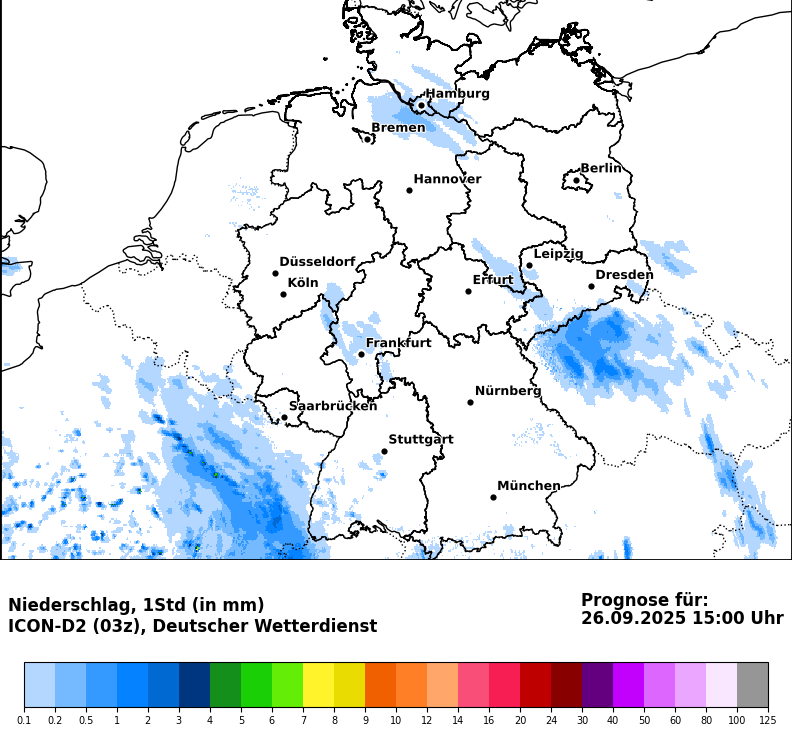 Hamburg
Bremen
Berlin
Hannover
Leipzig
Düsseldorf
Dresden
Köln
Erfurt
Frankfurt
Nürnberg
Saarbrücken
Stuttgart
München
Niederschlag, 1Std (in mm)
ICON-D2 (03z), Deutscher Wetterdienst
Prognose für:
26.09.2025 15:00 Uhr
0.1 0.2 0.5 1 2 3 4 5 6 7 8 9 10 12 14 16 20 24 30 40 50 60 80 100 125